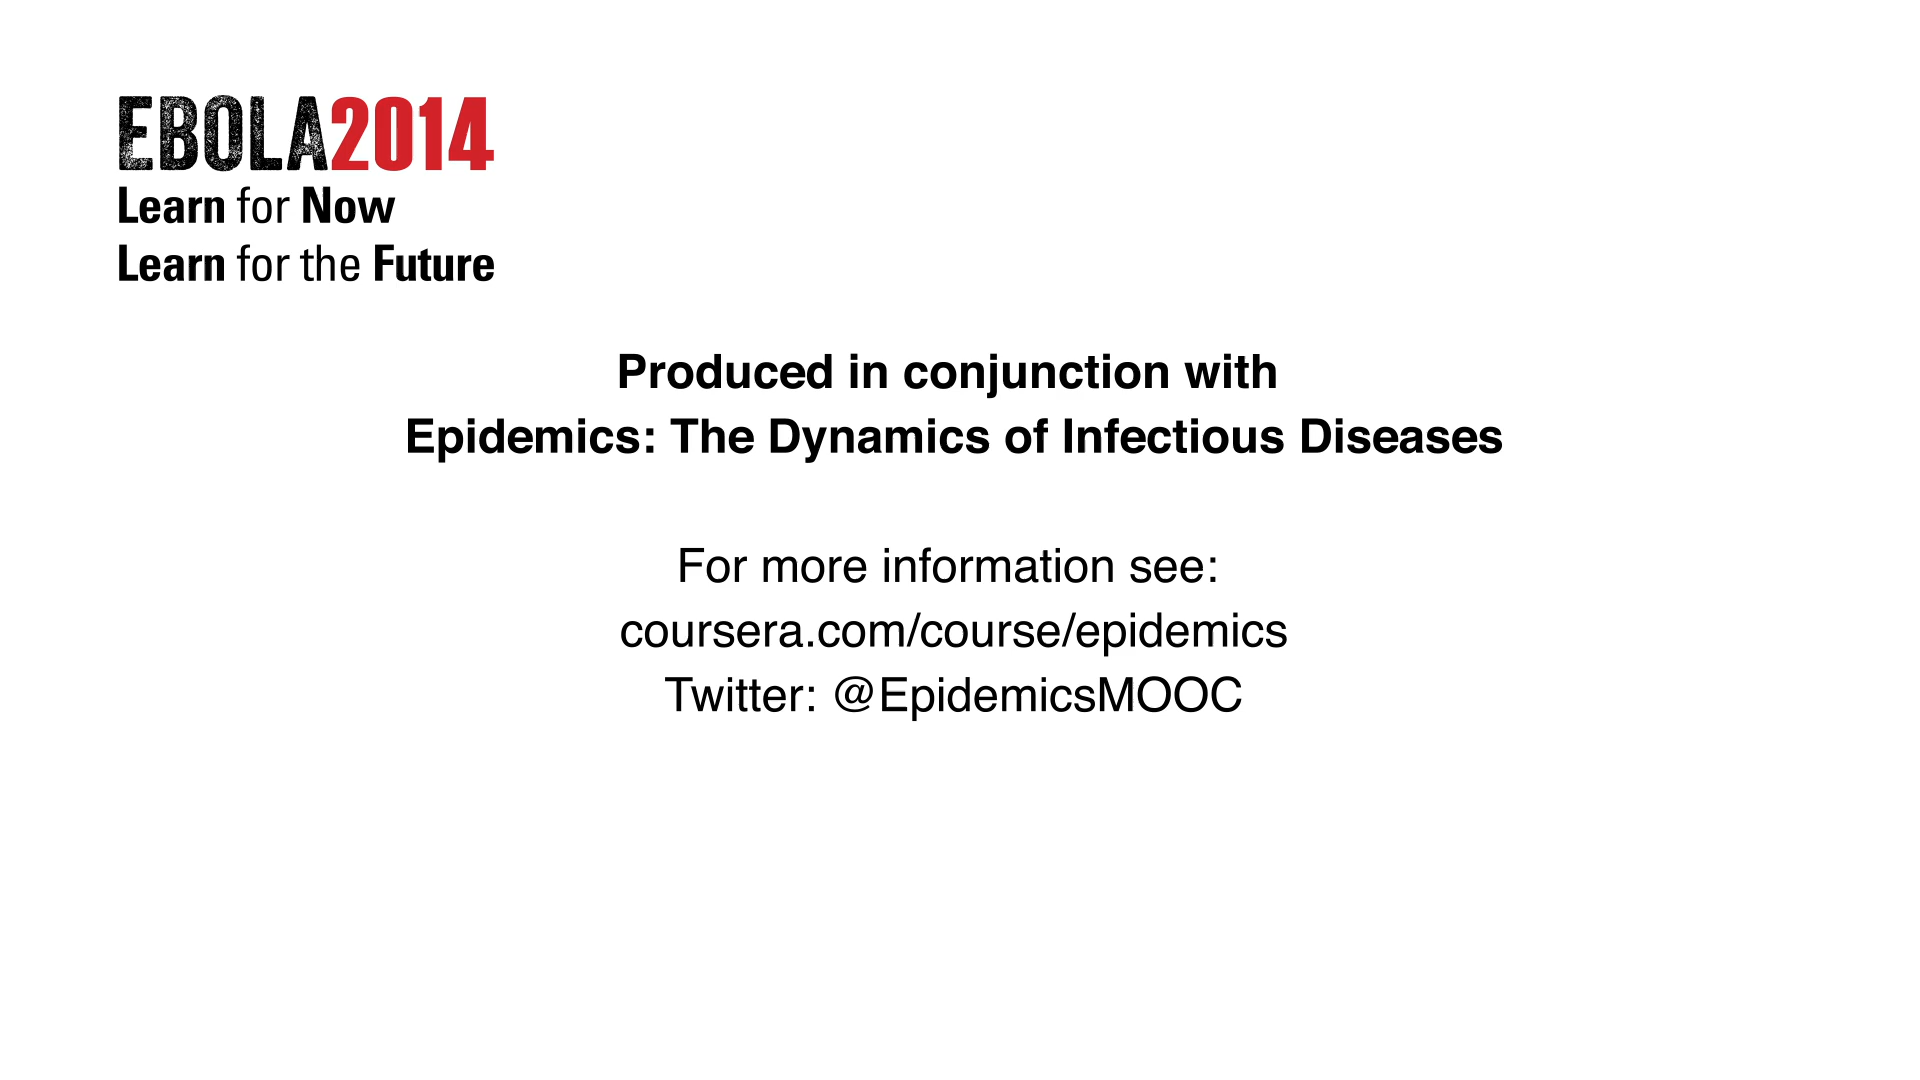 EBOLA2014
Learn for Now
Learn for the Future
Produced in conjunction with
Epidemics: The Dynamics of Infectious Diseases
For more information see:
coursera.com/course/epidemics
Twitter: @EpidemicsMOOC